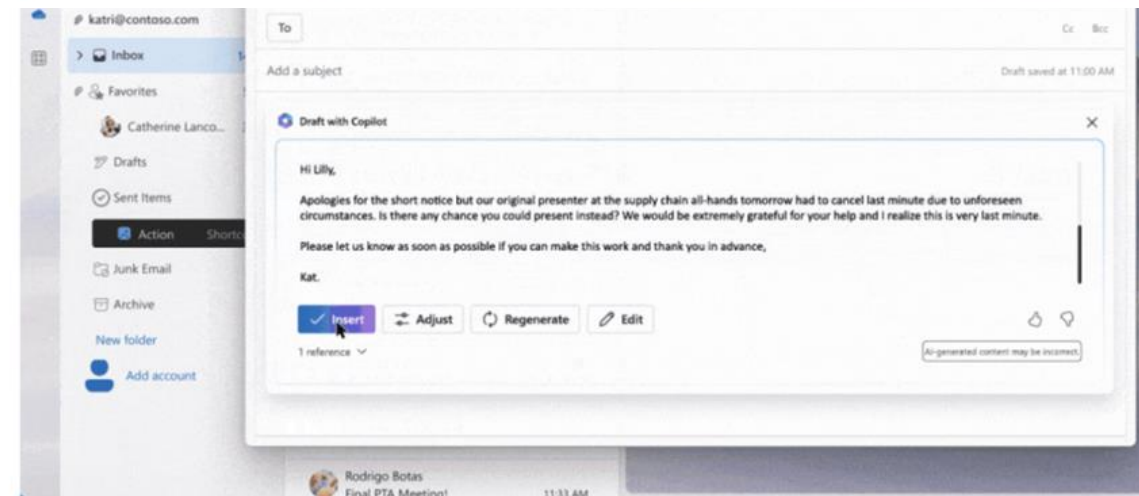 katri@contoso.com
Inbox
Favorites
Catherine Lanco...
Drafts
Sent Items
Action
Junk Email
Archive
New folder
Add account
To
Cc Bcc
Add a subject
Draft saved at 11:00 AM
Draft with Copilot
Hi Lilly,
Apologies for the short notice but our original presenter at the supply chain all-hands tomorrow had to cancel last minute due to unforeseen
circumstances. Is there any chance you could present instead? We would be extremely grateful for your help and I realize this is very last minute.
Please let us know as soon as possible if you can make this work and thank you in advance,
Kat.
Insert Adjust Regenerate Edit
1 reference
AI-generated content may be incorrect.
Rodrigo Botas
Final PTA Meeting! 11:33 AM